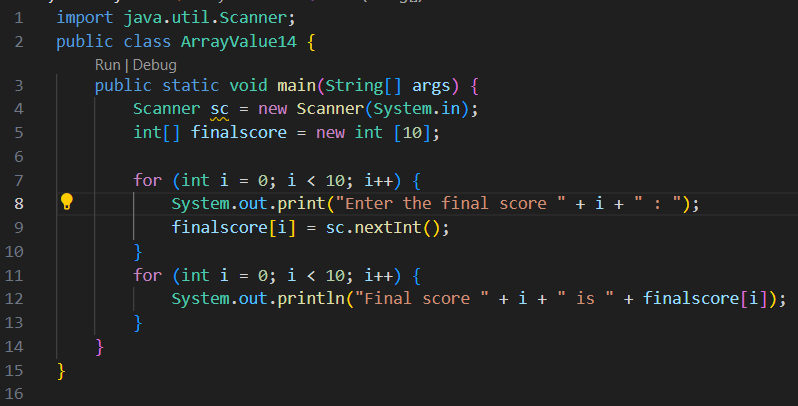 1 import java.util.Scanner;
2 public class ArrayValue14 {
Run | Debug
3 public static void main(String[] args) {
4 Scanner sc = new Scanner(System.in);
5 int[] finalscore = new int [10];
6
7 for (int i = 0; i < 10; i++) {
8 System.out.print("Enter the final score " + i + " : ");
9 finalscore[i] = sc.nextInt();
10 }
11 for (int i = 0; i < 10; i++) {
12 System.out.println("Final score " + i + " is " + finalscore[i]);
13 }
14 }
15 }
16